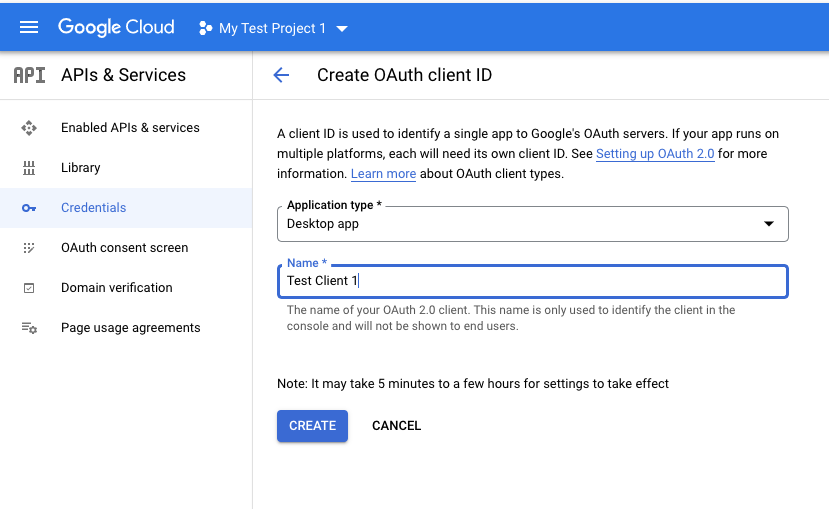 Google Cloud
My Test Project 1
API
APIs & Services
Create OAuth client ID
Enabled APIs & services
Library
Credentials
OAuth consent screen
Domain verification
Page usage agreements
A client ID is used to identify a single app to Google's OAuth servers. If your app runs on
multiple platforms, each will need its own client ID. See Setting up OAuth 2.0 for more
information. Learn more about OAuth client types.
Application type *
Desktop app
Name *
Test Client 1
The name of your OAuth 2.0 client. This name is only used to identify the client in the
console and will not be shown to end users.
Note: It may take 5 minutes to a few hours for settings to take effect
CREATE
CANCEL